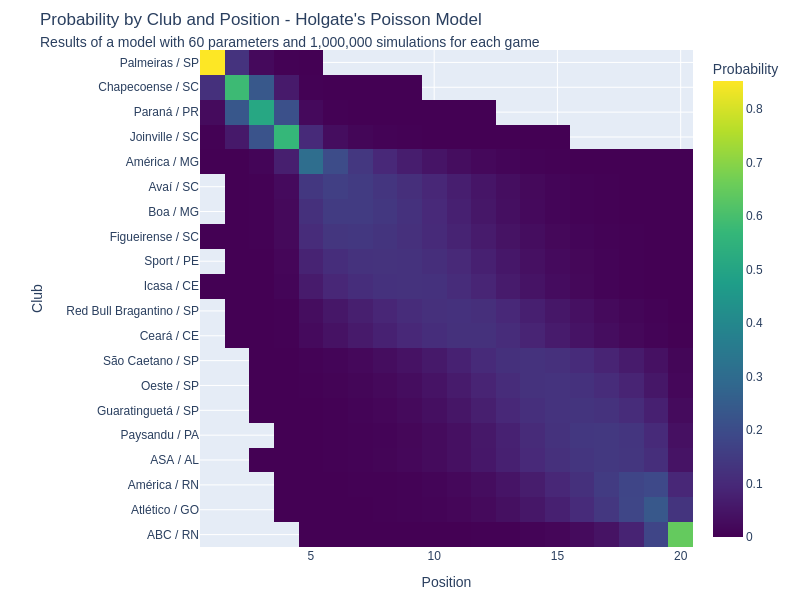 Probability by Club and Position - Holgate's Poisson Model
Results of a model with 60 parameters and 1,000,000 simulations for each game
Probability
Club
Palmeiras / SP
Chapecoense / SC
Paraná / PR
Joinville / SC
América / MG
Avaí / SC
Boa / MG
Figueirense / SC
Sport / PE
Icasa / CE
Red Bull Bragantino / SP
Ceará / CE
São Caetano / SP
Oeste / SP
Guaratinguetá / SP
Paysandu / PA
ASA / AL
América / RN
Atlético / GO
ABC / RN
0.8
0.7
0.6
0.5
0.4
0.3
0.2
0.1
0
5 10 15 20
Position